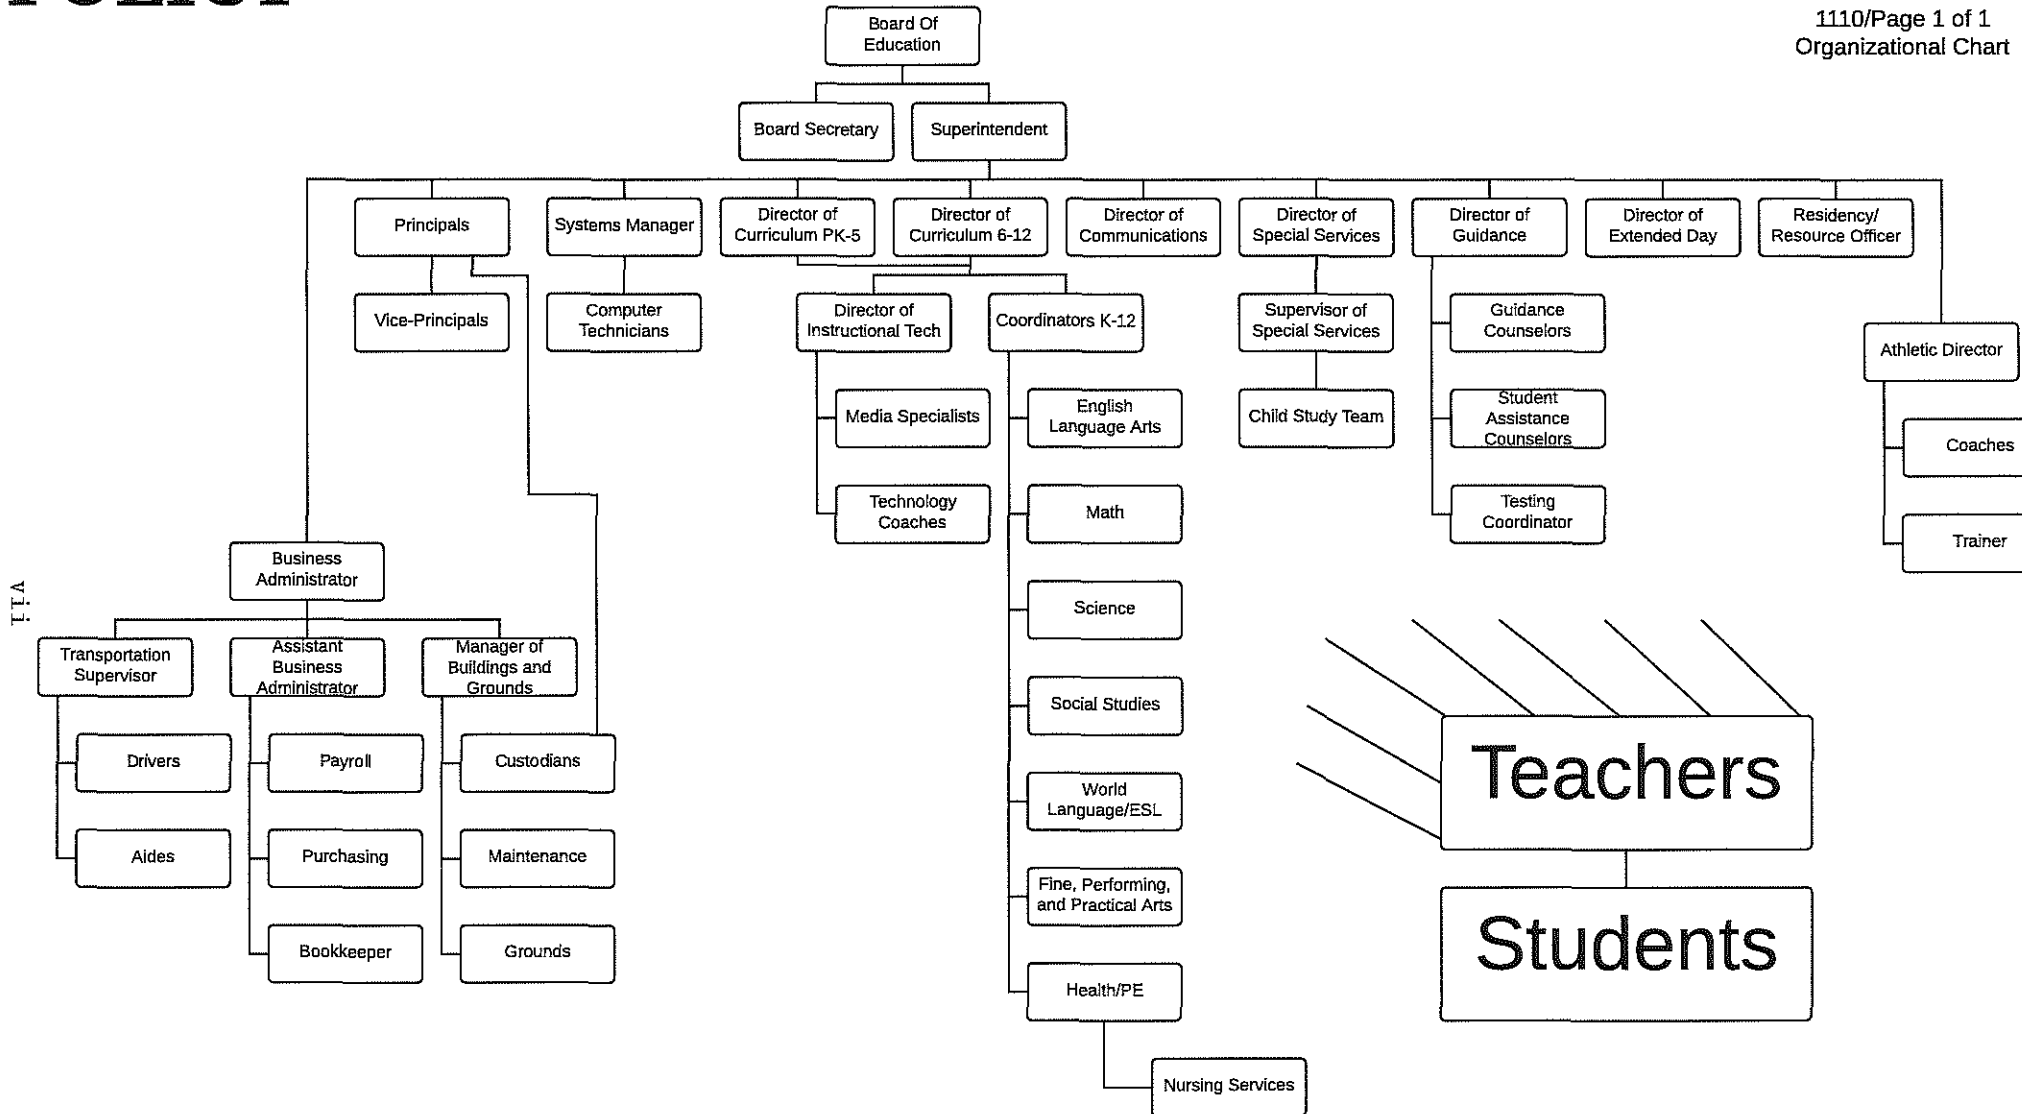 1110/Page 1 of 1
Organizational Chart
Board Of
Education
Board Secretary
Superintendent
Principals
Systems Manager
Director of
Curriculum PK-5
Director of
Curriculum 6-12
Director of
Communications
Director of
Special Services
Director of
Guidance
Director of
Extended Day
Residency/
Resource Officer
Vice-Principals
Computer
Technicians
Director of
Instructional Tech
Coordinators K-12
Supervisor of
Special Services
Guidance
Counselors
Athletic Director
Media Specialists
English
Language Arts
Child Study Team
Student
Assistance
Counselors
Coaches
Technology
Coaches
Math
Testing
Coordinator
Trainer
Business
Administrator
Science
vii
Transportation
Supervisor
Assistant
Business
Administrator
Manager of
Buildings and
Grounds
Social Studies
Drivers
Payroll
Custodians
World
Language/ESL
Teachers
Aides
Purchasing
Maintenance
Fine, Performing,
and Practical Arts
Students
Bookkeeper
Grounds
Health/PE
Nursing Services